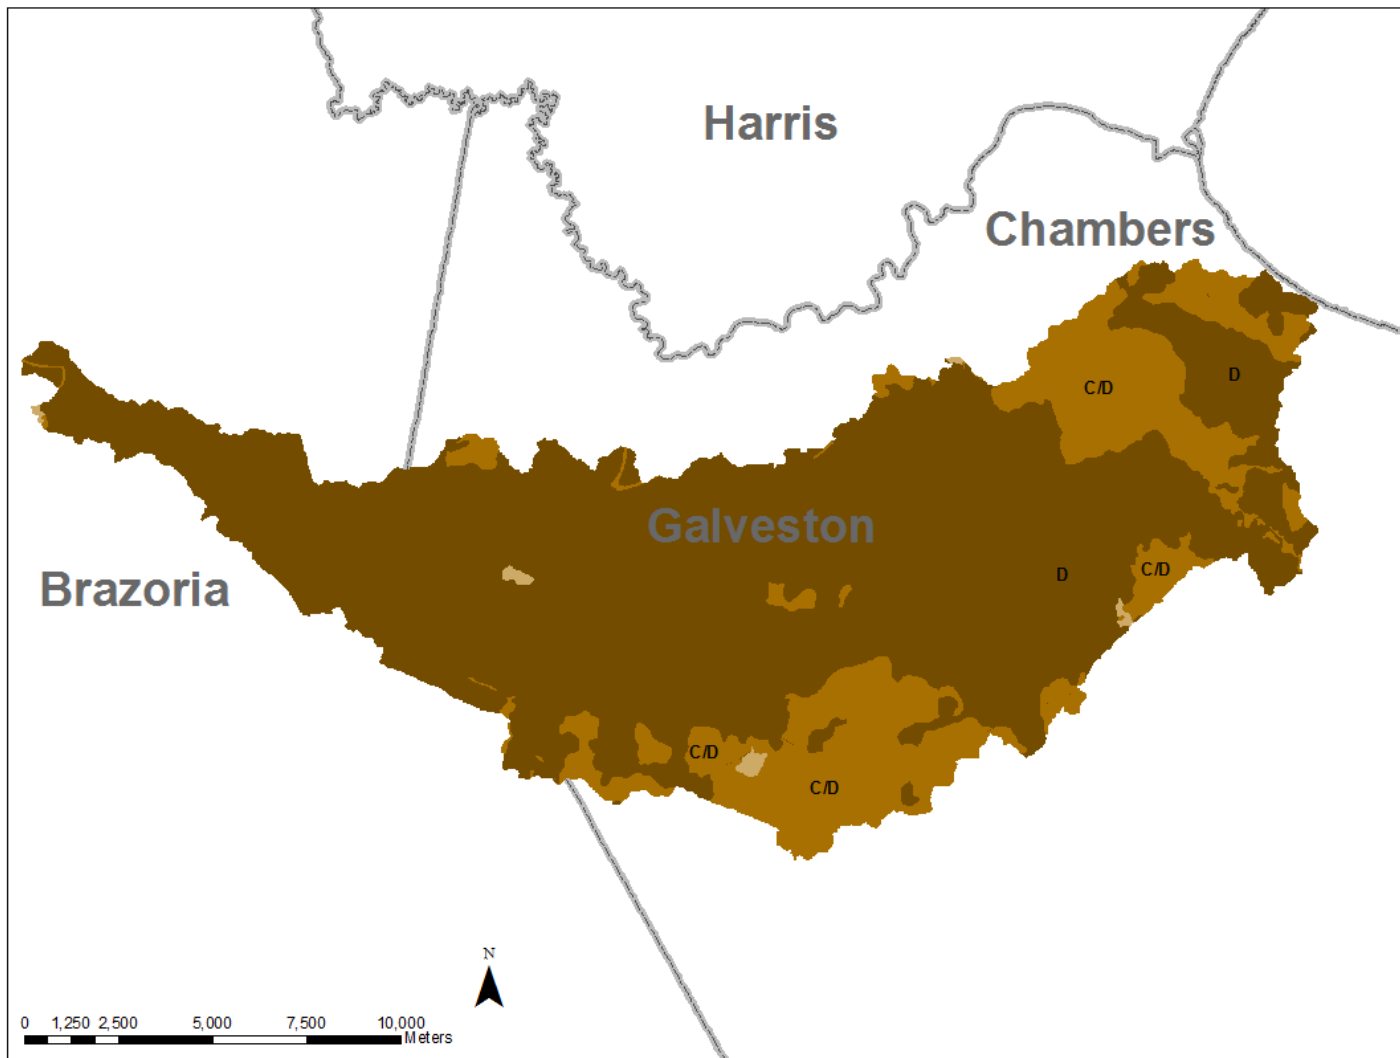 Harris
Chambers
C/D
D
Galveston
Brazoria
D
C/D
C/D
C/D
N
0 1,250 2,500 5,000 7,500 10,000
Meters